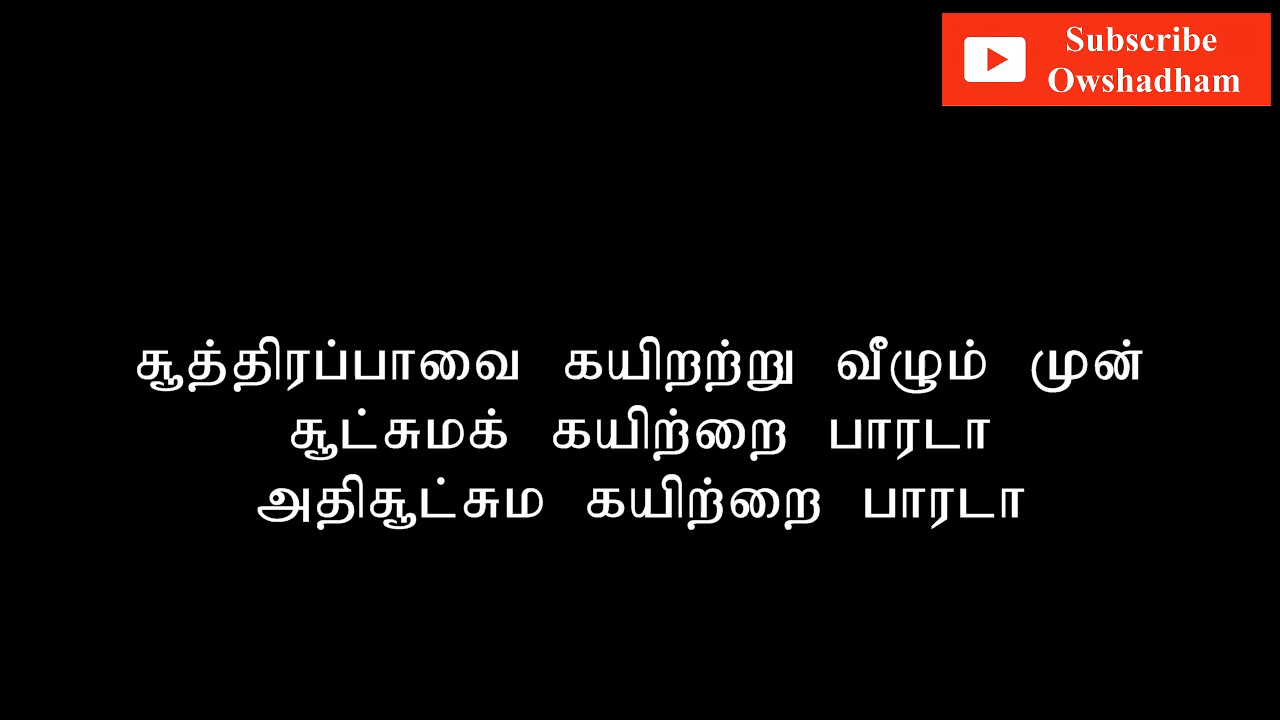 Subscribe
Owshadham
சூத்திரப்பாவை கயிறற்று வீழும் முன்
சூட்சுமக் கயிற்றை பாரடா
அதிசூட்சும கயிற்றை பாரடா